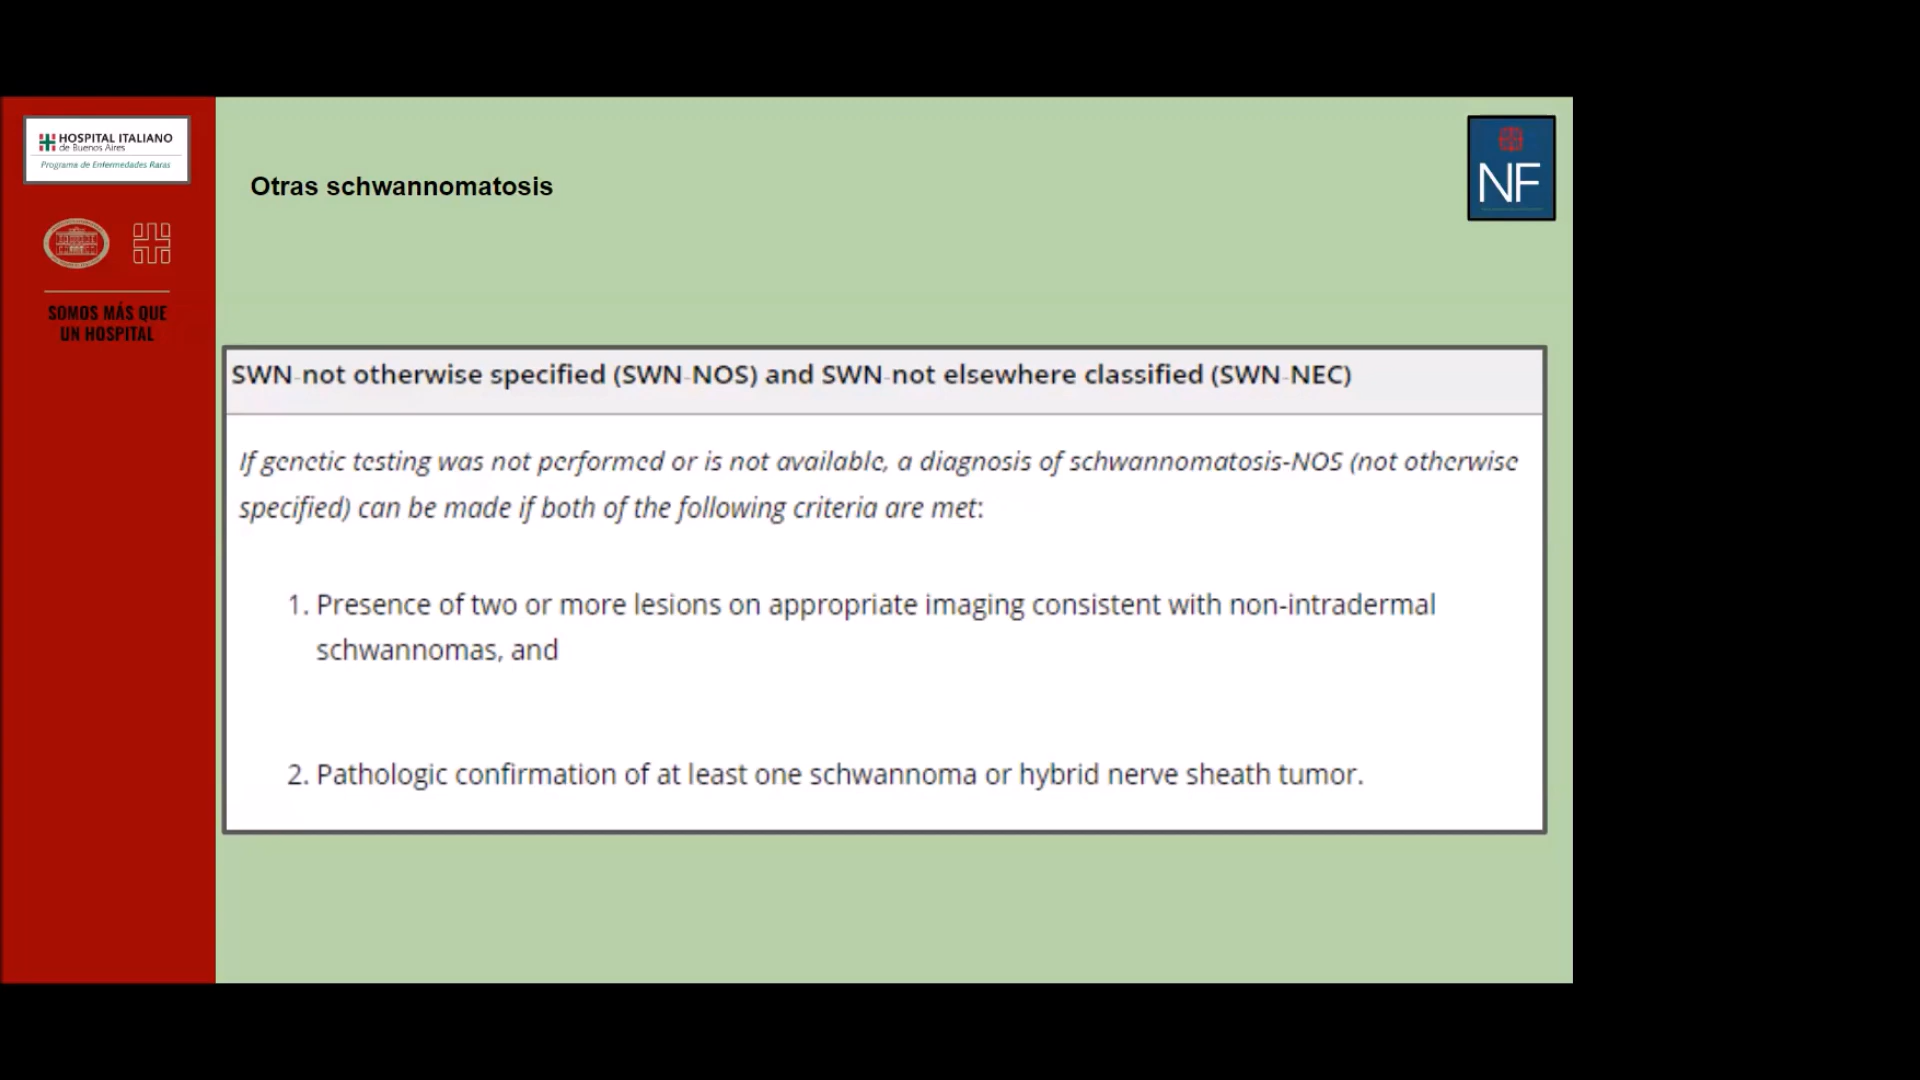 HOSPITAL ITALIANO
de Buenos Aires
Programa de Enfermedades Raras
SOMOS MÁS QUE
UN HOSPITAL
Otras schwannomatosis
NF
SWN-not otherwise specified (SWN-NOS) and SWN-not elsewhere classified (SWN-NEC)
If genetic testing was not performed or is not available, a diagnosis of schwannomatosis-NOS (not otherwise
specified) can be made if both of the following criteria are met:
1. Presence of two or more lesions on appropriate imaging consistent with non-intradermal
schwannomas, and
2. Pathologic confirmation of at least one schwannoma or hybrid nerve sheath tumor.